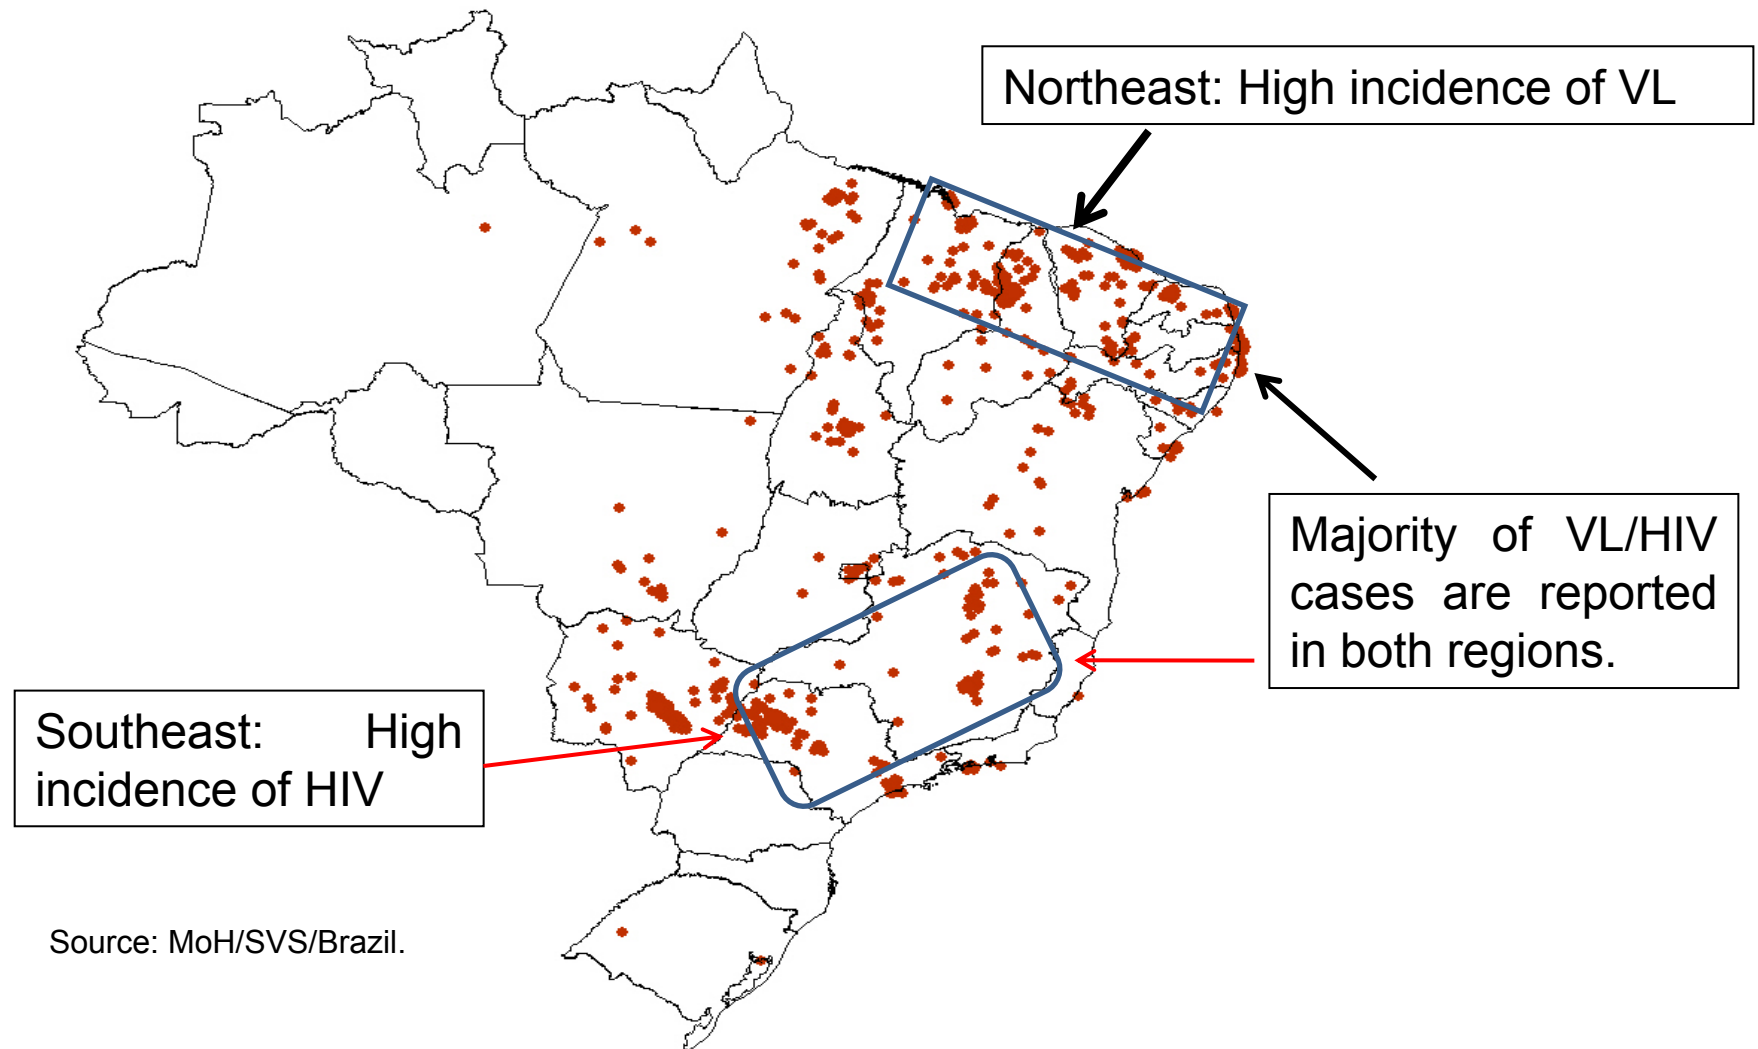 Northeast: High incidence of VL
Majority of VL/HIV
cases are reported
in both regions.
Southeast: High
incidence of HIV
Source: MoH/SVS/Brazil.